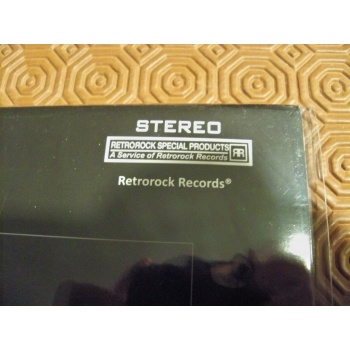 STEREO
RETROROCK SPECIAL PRODUCTS
A Service of Retrorock Records
RR
Retrorock Records®